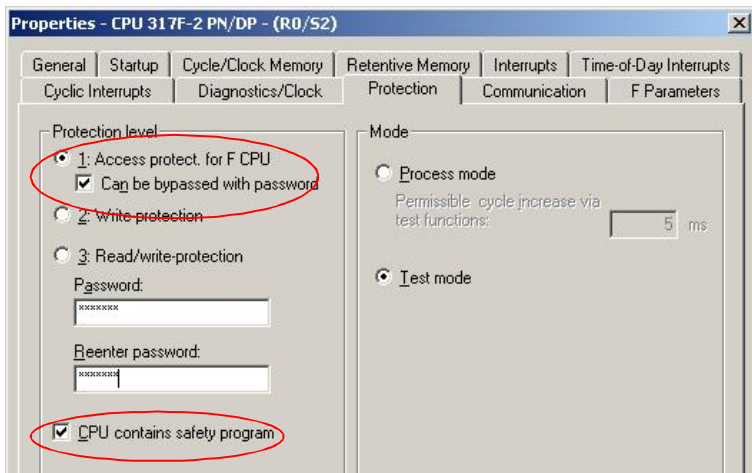 Properties - CPU 317F-2 PN/DP - (R0/S2)
General Startup Cycle/Clock Memory Retentive Memory Interrupts Time-of-Day Interrupts
Cyclic Interrupts Diagnostics/Clock Protection Communication F Parameters
Protection level
1: Access protect. for F CPU
Can be bypassed with password
2: Write protection
3: Read/write-protection
Password:
*******
Reenter password:
*******
CPU contains safety program
Mode
Process mode
Permissible cycle increase via
test functions:
5 ms
Test mode